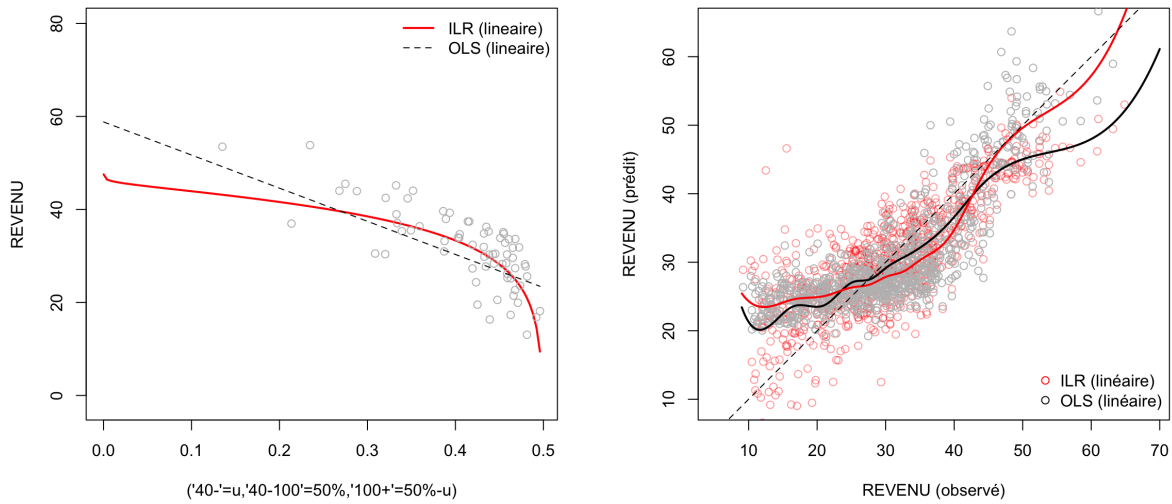 ILR (lineaire)
OLS (lineaire)
REVENU
80
60
40
20
0
0.0 0.1 0.2 0.3 0.4 0.5
('40-'=u,'40-100'=50%,'100+'=50%-u)
REVENU (prédit)
60
50
40
30
20
10
ILR (linéaire)
OLS (linéaire)
10 20 30 40 50 60 70
REVENU (observé)